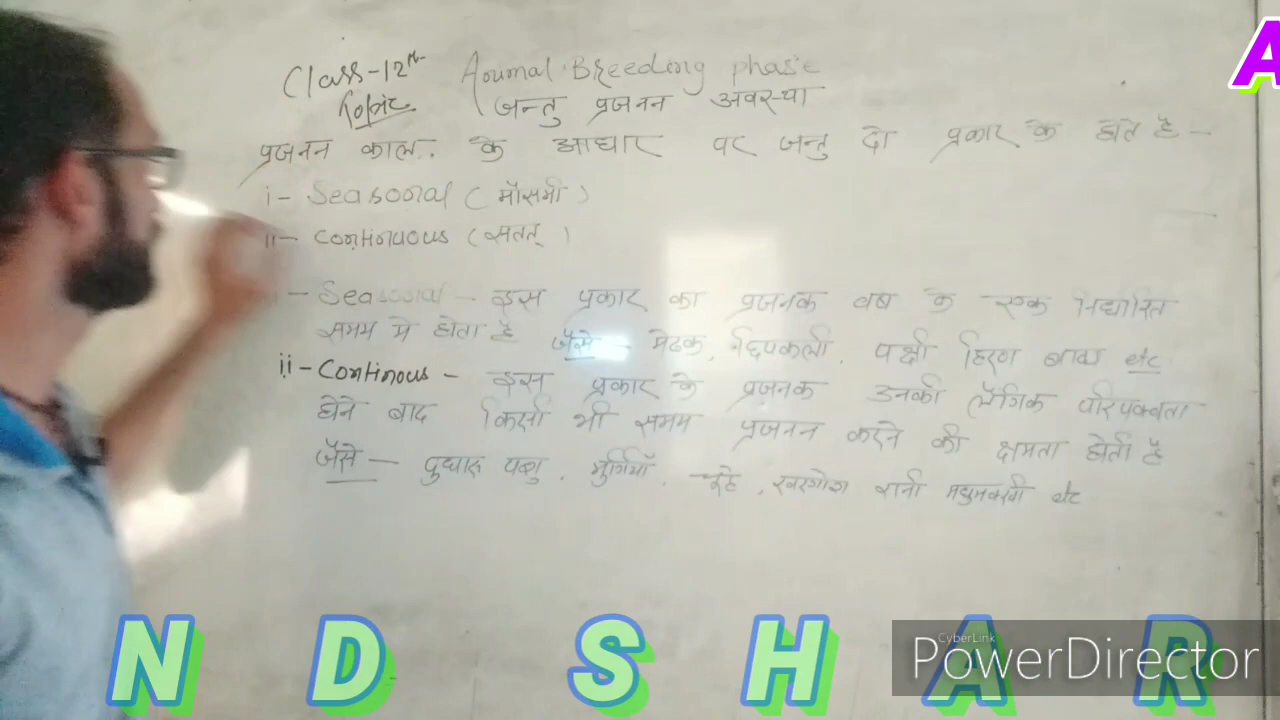 Class-12th Animal Breeding phase
Topic (जन्तु प्रजनन अवस्था
प्रजनन काल. के आधार पर जन्तु दो प्रकार के होते है -
i- Seasonal (मौसमी)
ii- Continuous (सतत्)
- Seasonal - इस प्रकार का प्रजनक वर्ष के एक निर्धारित
समय मे होता है जैसे - मेढक, छिपकली, पक्षी हिरण बाघ etc
ii- Continous - इस प्रकार के प्रजनक उनकी लैंगिक परिपक्वता
होने बाद किसी भी समय प्रजनन करने की क्षमता होती है
जैसे - दुधारु पशु, मुर्गियाँ, चूहे, खरगोश रानी मधुमक्खी etc
A
N D S H A R
CyberLink
PowerDirector